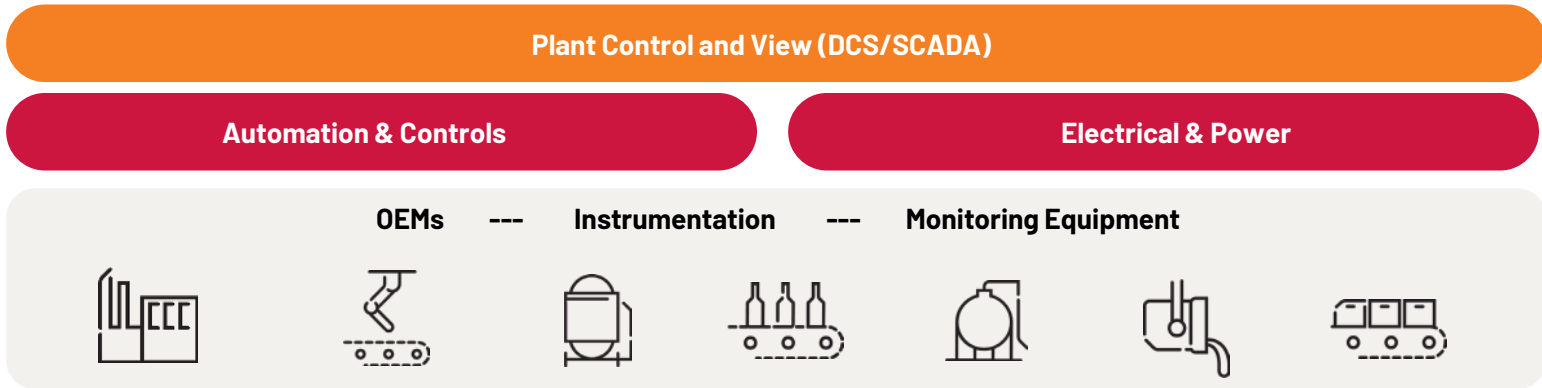 Plant Control and View (DCS/SCADA)
Automation & Controls
Electrical & Power
OEMs --- Instrumentation --- Monitoring Equipment